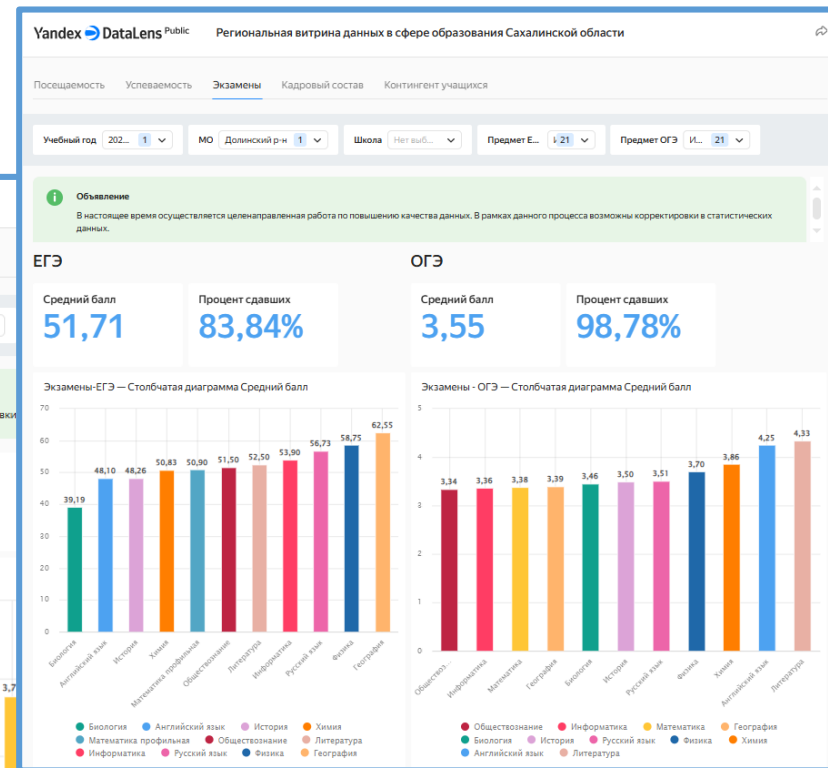 Yandex DataLens Public Региональная витрина данных в сфере образования Сахалинской области
Посещаемость Успеваемость Экзамены Кадровый состав Контингент учащихся
Учебный год 202... 1 МО Долинский р-н 1 Школа Нет выб... Предмет Е... 21 Предмет ОГЭ И... 21
Объявление
В настоящее время осуществляется целенаправленная работа по повышению качества данных. В рамках данного процесса возможны корректировки в статистических
данных.
ЕГЭ ОГЭ
Средний балл Процент сдавших Средний балл Процент сдавших
51,71 83,84% 3,55 98,78%
Экзамены-ЕГЭ — Столбчатая диаграмма Средний балл
70
60
50
40
30
20
10
0
39,19 48,10 48,26 50,83 50,90 51,50 52,50 53,90 56,73 58,75 62,55
Биология Английский язык История Химия Математика профильная Обществознание Литература Информатика Русский язык Физика География
Биология Английский язык История Химия
Математика профильная Обществознание Литература
Информатика Русский язык Физика География
Экзамены - ОГЭ — Столбчатая диаграмма Средний балл
5
4
3
2
1
0
3,34 3,36 3,38 3,39 3,46 3,50 3,51 3,70 3,86 4,25 4,33
Обществоз... Информатика Математика География Биология История Русский язык Физика Химия Английский язык Литература
Обществознание Информатика Математика География
Биология История Русский язык Физика Химия
Английский язык Литература
вки
3,7